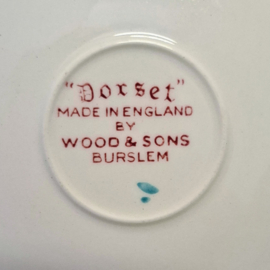 "Dorset"
MADE IN ENGLAND
BY
WOOD & SONS
BURSLEM